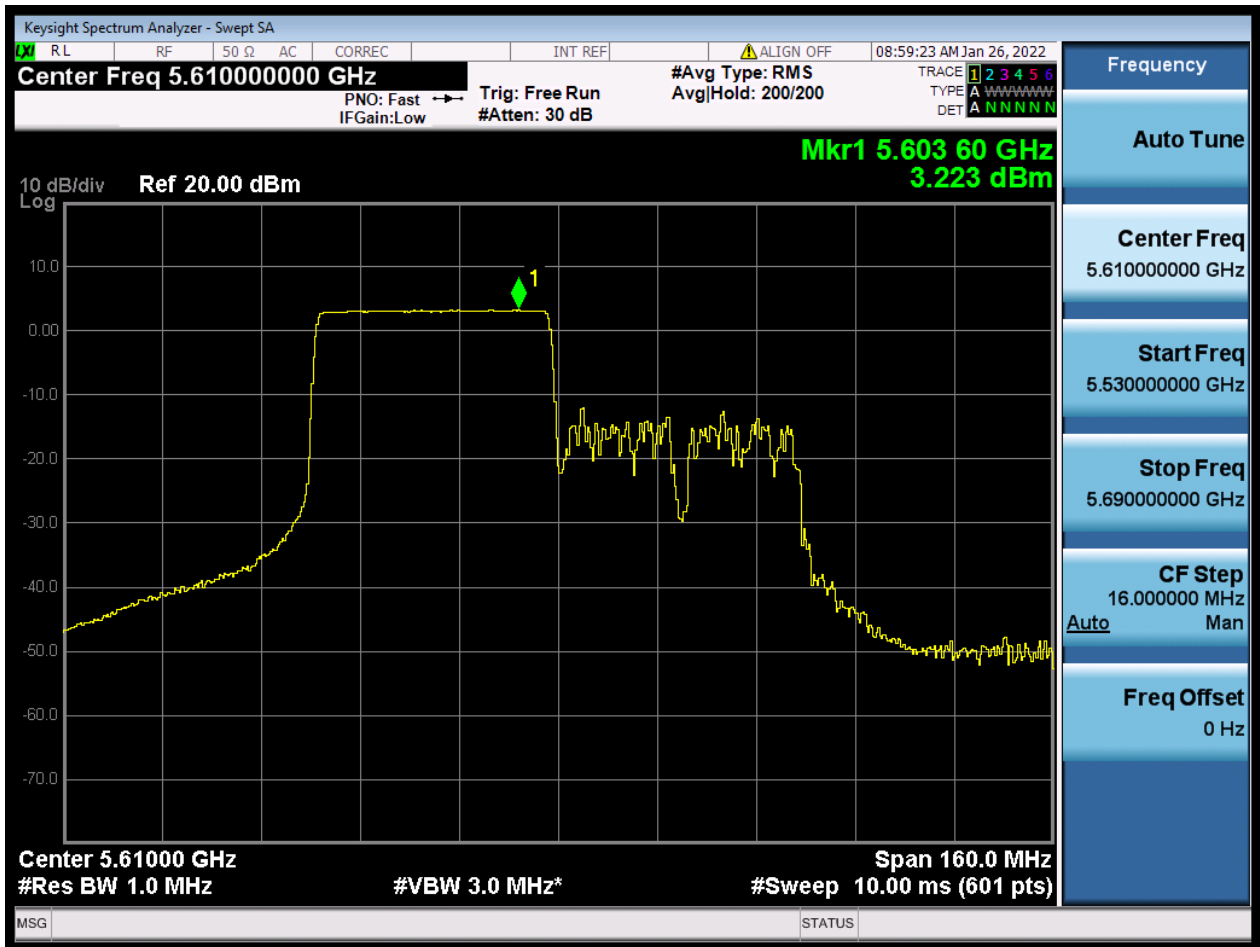 Keysight Spectrum Analyzer - Swept SA
LXI RL RF 50 Ω AC CORREC INT REF ALIGN OFF 08:59:23 AM Jan 26, 2022
Center Freq 5.610000000 GHz
PNO: Fast
IFGain:Low
Trig: Free Run
#Atten: 30 dB
#Avg Type: RMS
Avg|Hold: 200/200
TRACE 1 2 3 4 5 6
TYPE A WWWWW
DET A N N N N N
Mkr1 5.603 60 GHz
3.223 dBm
10 dB/div Ref 20.00 dBm
Log
1
10.0
0.00
-10.0
-20.0
-30.0
-40.0
-50.0
-60.0
-70.0
Center 5.61000 GHz Span 160.0 MHz
#Res BW 1.0 MHz #VBW 3.0 MHz* #Sweep 10.00 ms (601 pts)
MSG STATUS
Frequency
Auto Tune
Center Freq
5.610000000 GHz
Start Freq
5.530000000 GHz
Stop Freq
5.690000000 GHz
CF Step
16.000000 MHz
Auto Man
Freq Offset
0 Hz